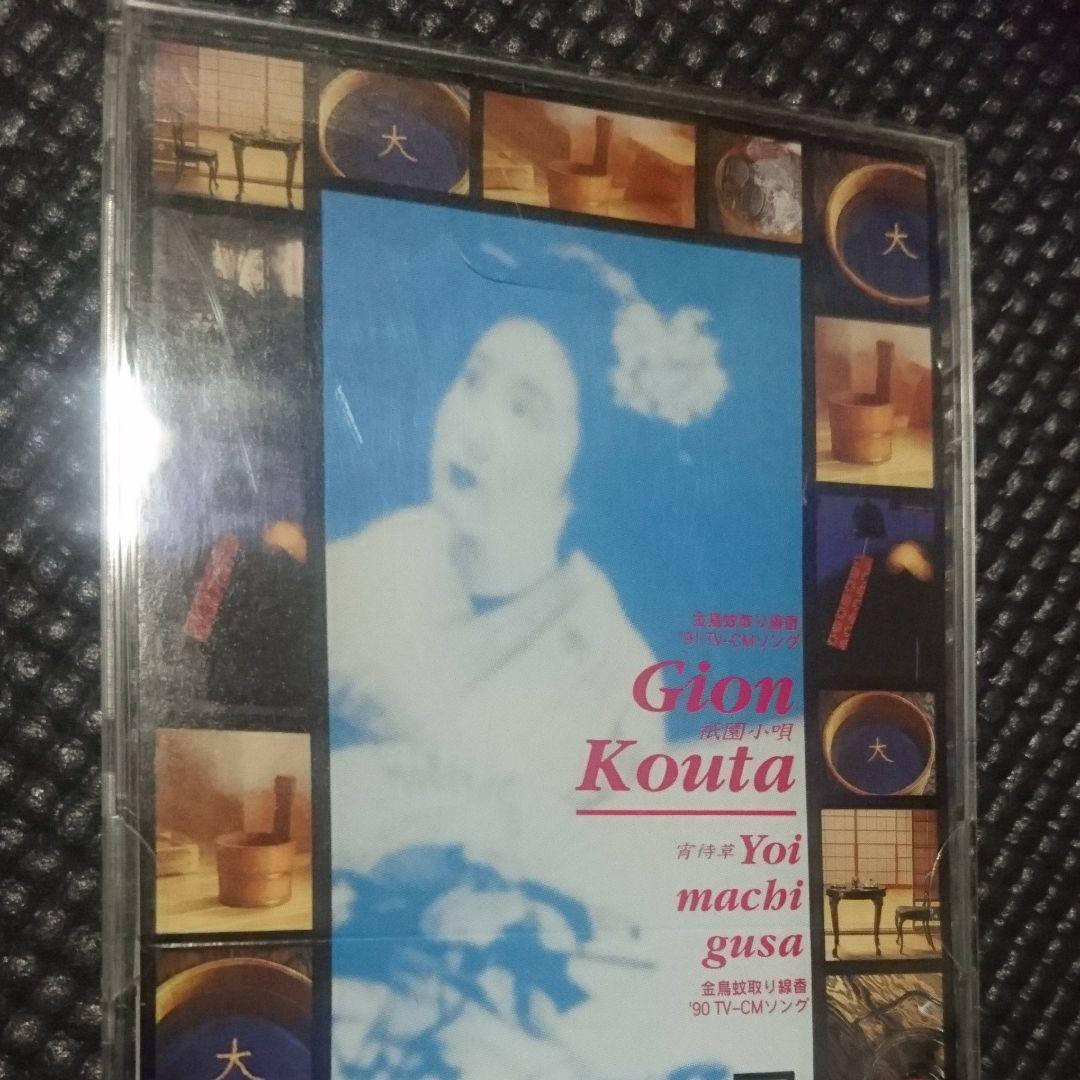 大
大
金鳥蚊取り線香
'91 TV-CMソング
Gion
祇園小唄
Kouta
大
宵待草 Yoi
machi
gusa
金鳥蚊取り線香
'90 TV-CMソング
大